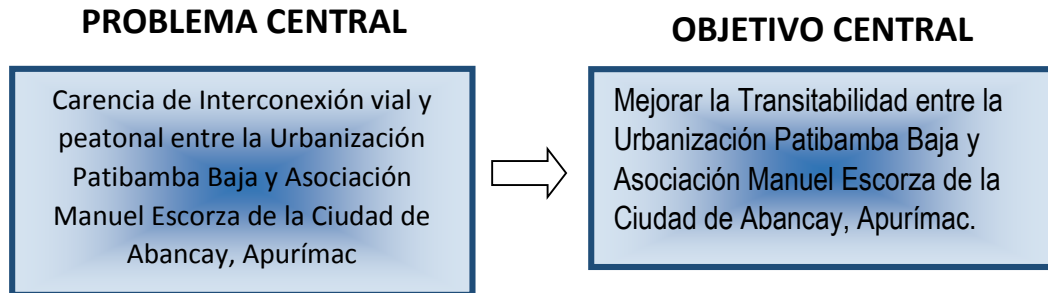 PROBLEMA CENTRAL
Carencia de Interconexión vial y
peatonal entre la Urbanización
Patibamba Baja y Asociación
Manuel Escorza de la Ciudad de
Abancay, Apurímac
OBJETIVO CENTRAL
Mejorar la Transitabilidad entre la
Urbanización Patibamba Baja y
Asociación Manuel Escorza de la
Ciudad de Abancay, Apurímac.